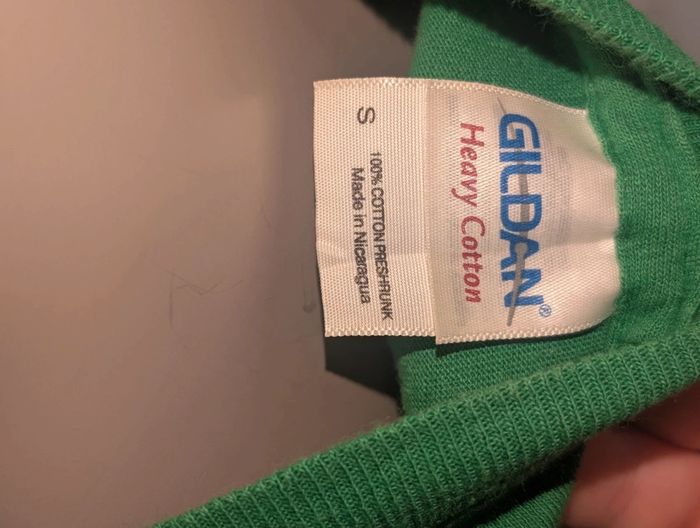 GILDAN®
Heavy Cotton
S
100% COTTON PRESHRUNK
Made in Nicaragua